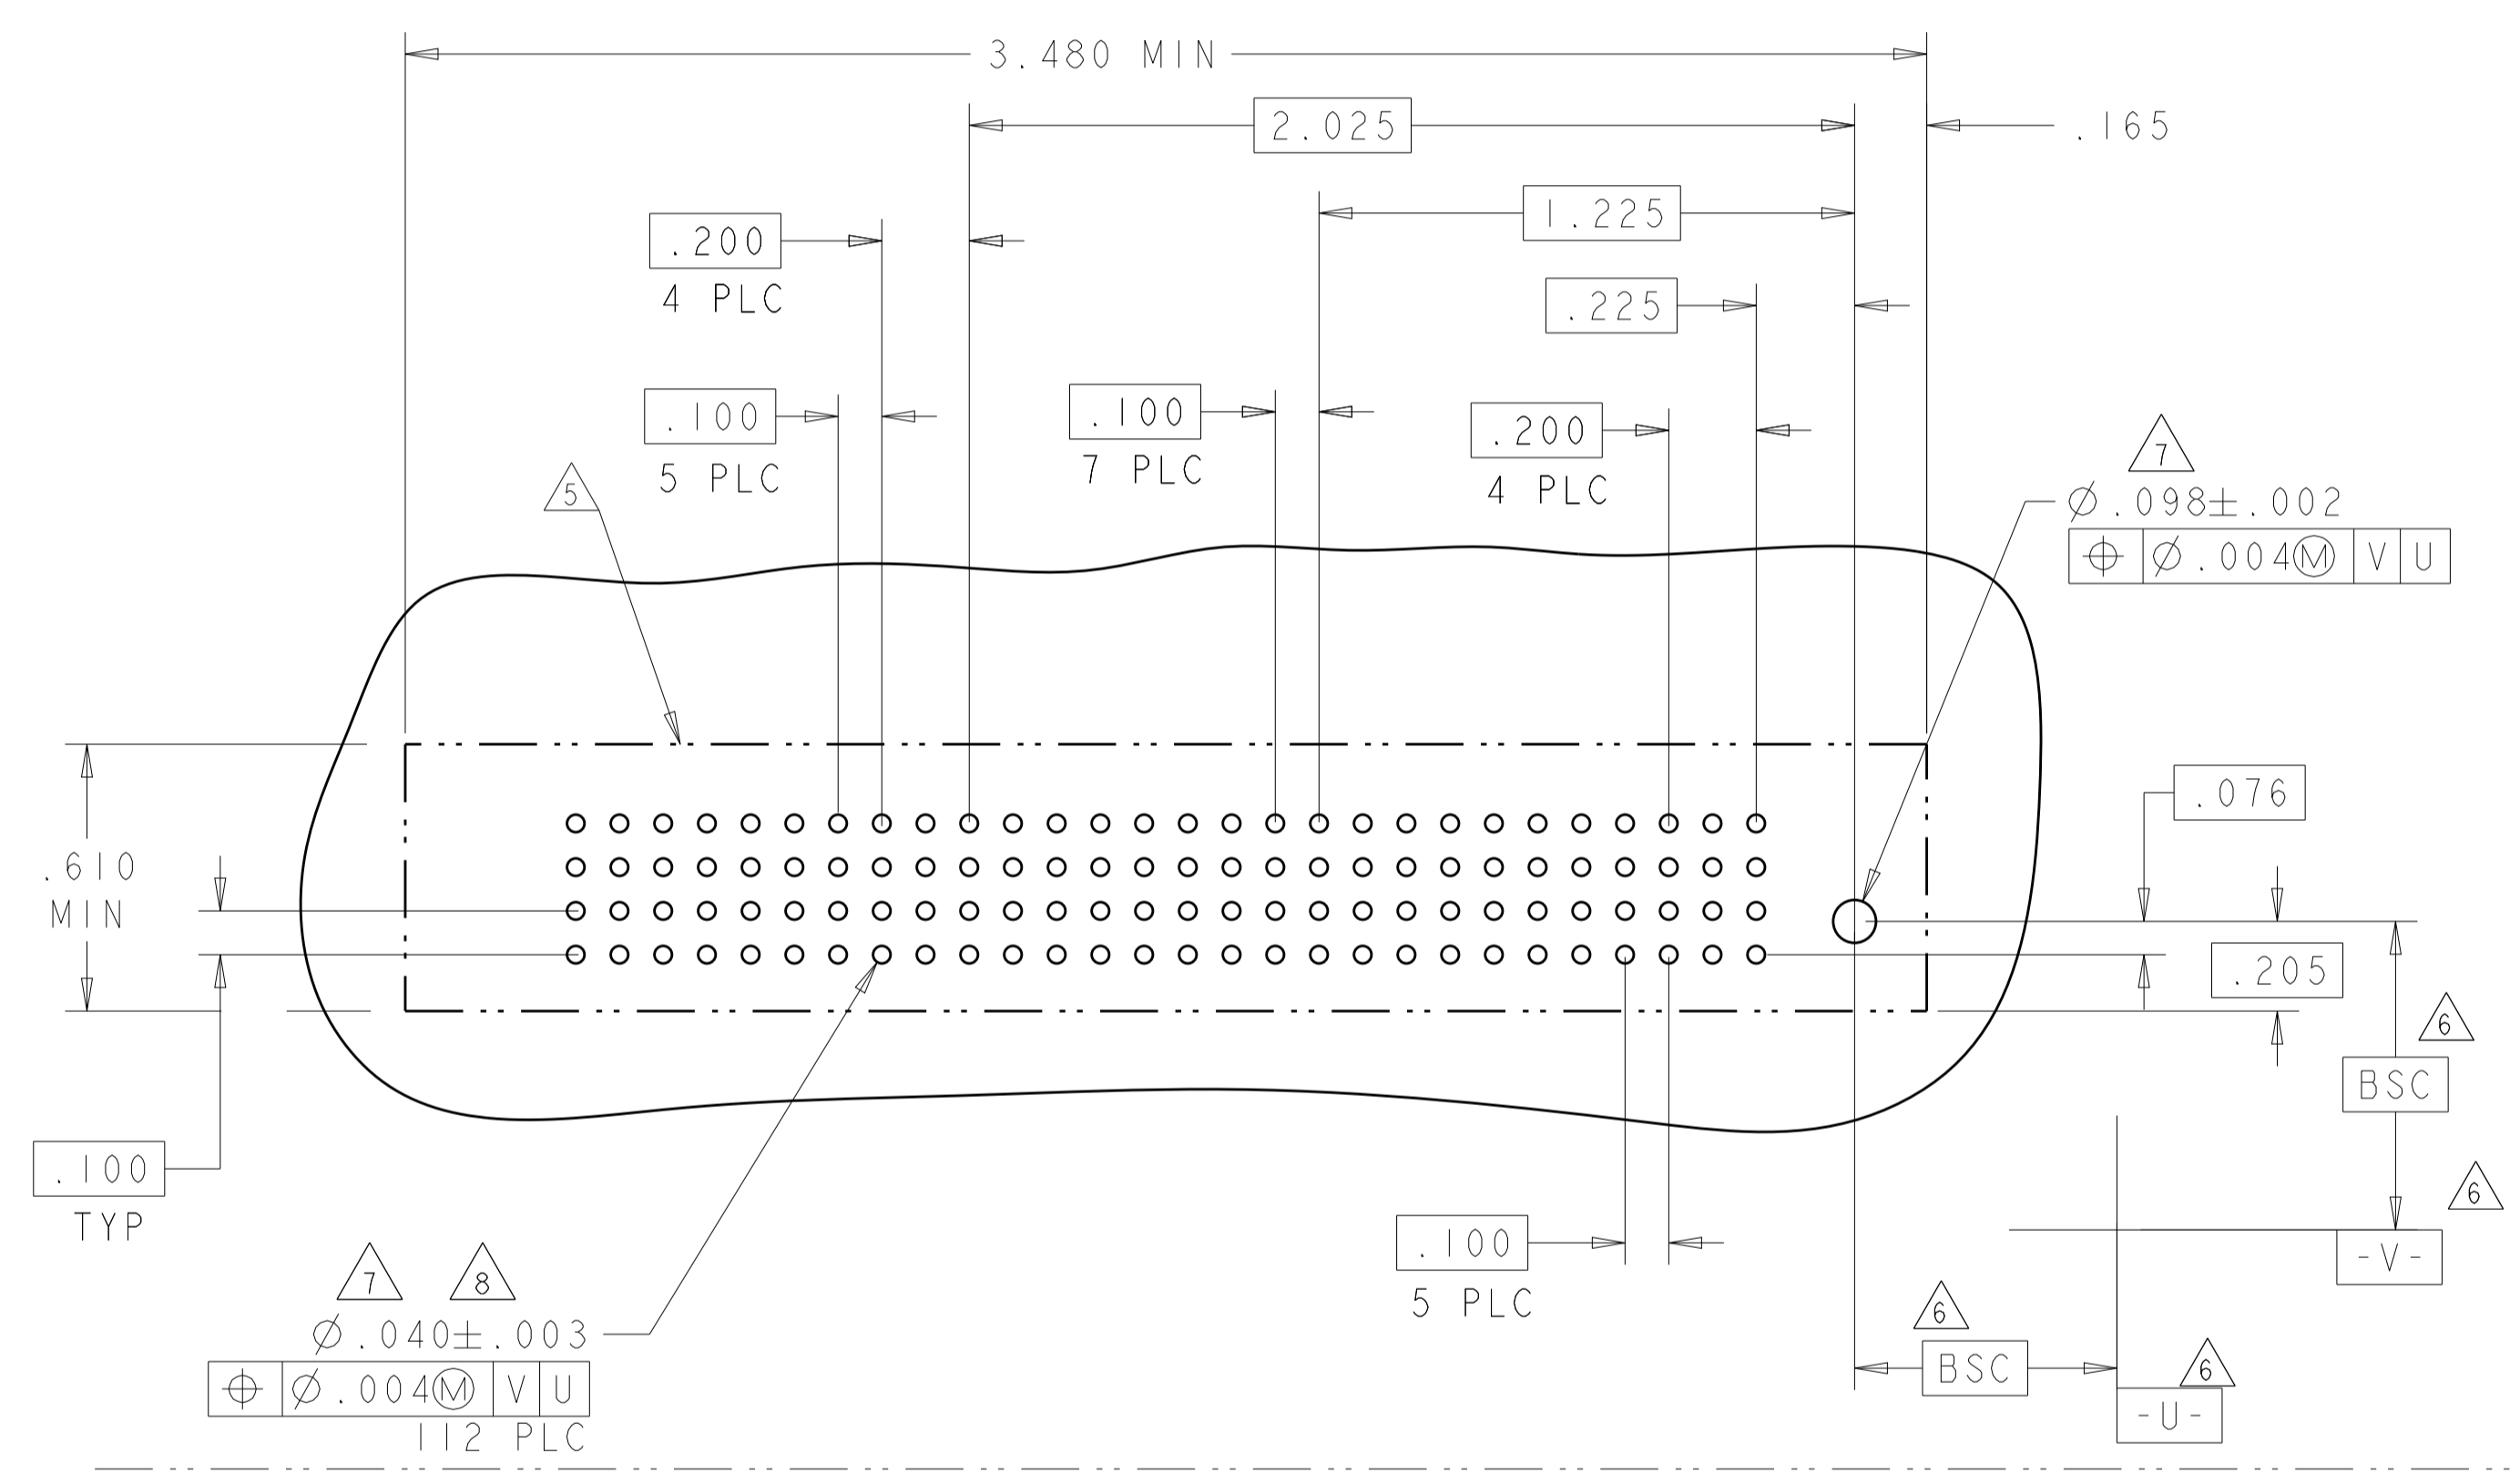 3.480 MIN
2.025
.165
1.225
.200
4 PLC
.225
.100
5 PLC
.100
7 PLC
.200
4 PLC
5
7
⌀.098±.002
⌖ ⌀.004Ⓜ V U
.076
.610
MIN
.205
6
BSC
.100
TYP
6
-V-
.100
5 PLC
7 8
⌀.040±.003
⌖ ⌀.004Ⓜ V U
112 PLC
6
BSC
6
-U-